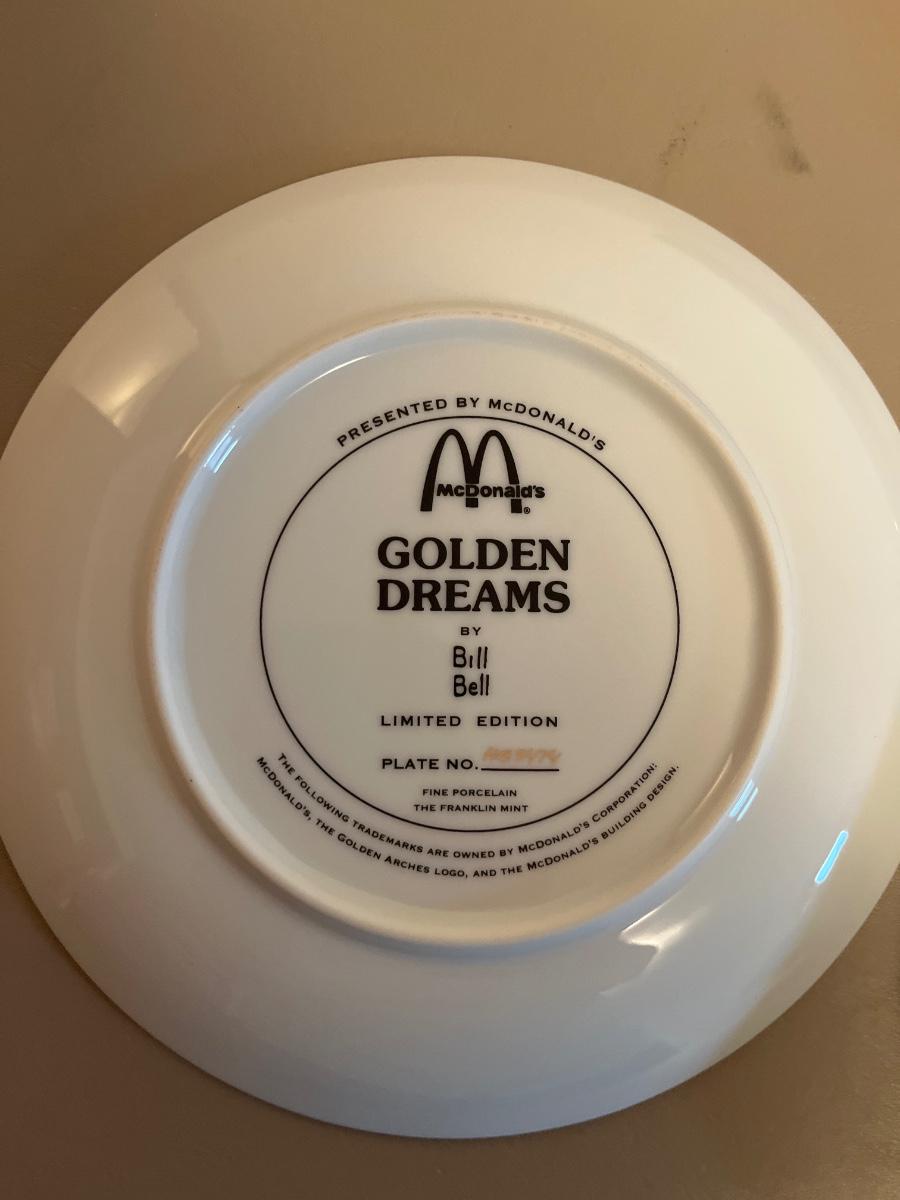 PRESENTED BY McDONALD'S
McDonald's
®
GOLDEN
DREAMS
BY
Bill
Bell
LIMITED EDITION
PLATE NO.
FINE PORCELAIN
THE FRANKLIN MINT
THE FOLLOWING TRADEMARKS ARE OWNED BY McDONALD'S CORPORATION:
McDONALD'S, THE GOLDEN ARCHES LOGO, AND THE McDONALD'S BUILDING DESIGN.